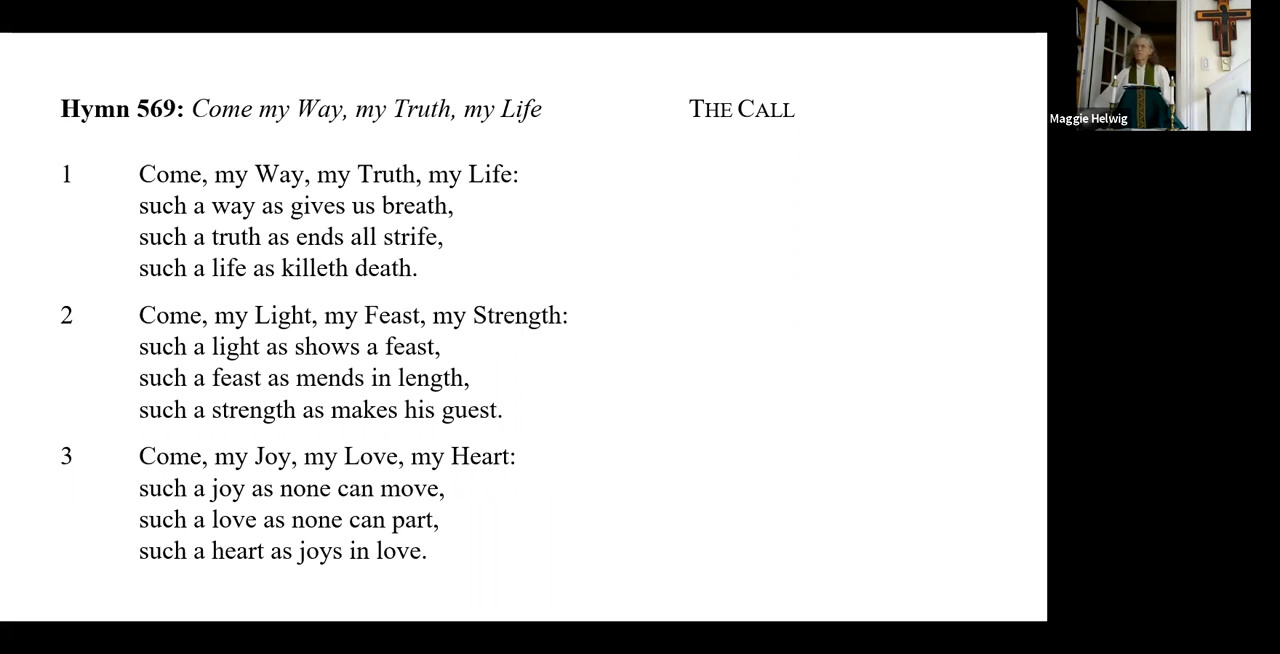 Hymn 569: Come my Way, my Truth, my Life THE CALL
1 Come, my Way, my Truth, my Life:
such a way as gives us breath,
such a truth as ends all strife,
such a life as killeth death.
2 Come, my Light, my Feast, my Strength:
such a light as shows a feast,
such a feast as mends in length,
such a strength as makes his guest.
3 Come, my Joy, my Love, my Heart:
such a joy as none can move,
such a love as none can part,
such a heart as joys in love.
Maggie Helwig